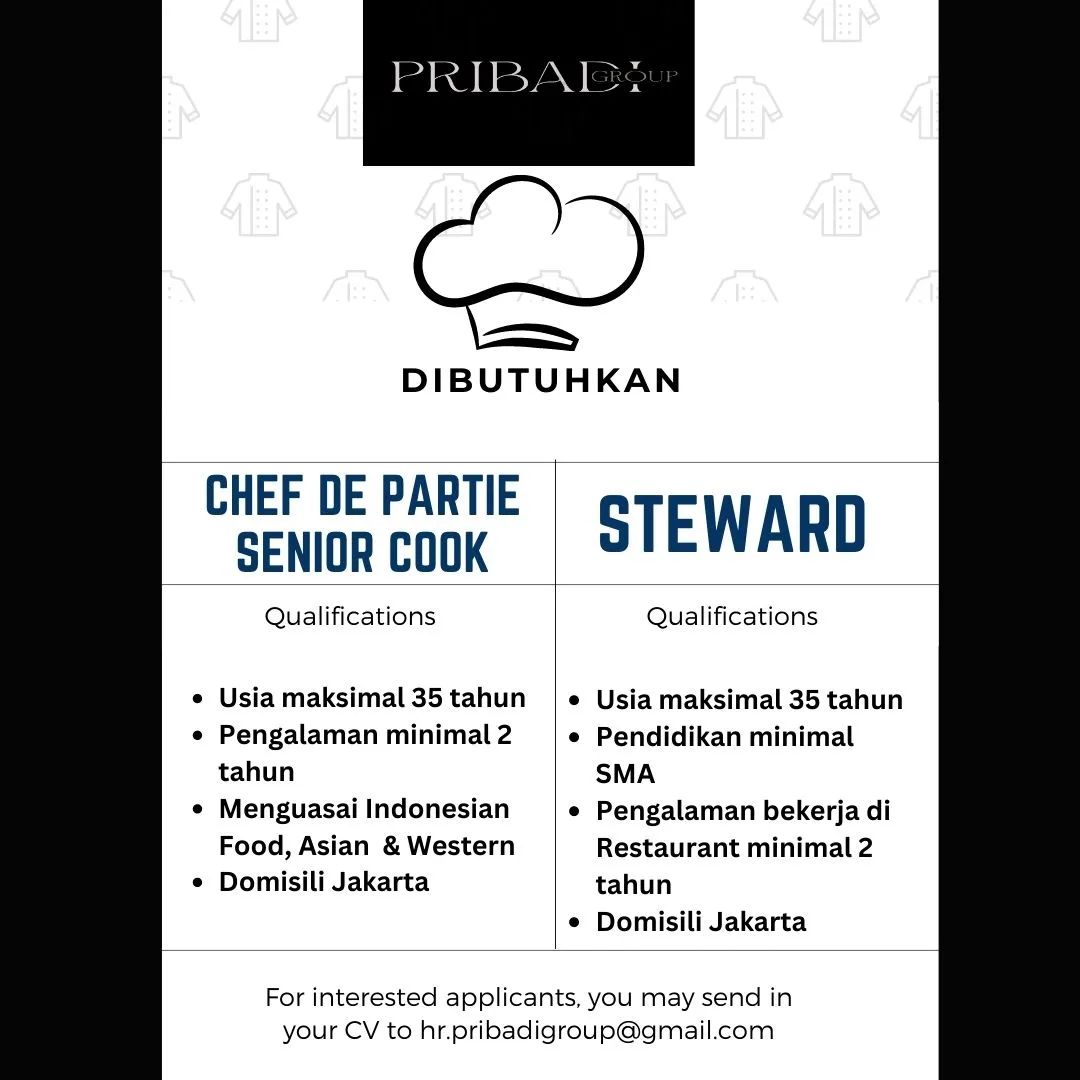 PRIBADI GROUP
DIBUTUHKAN
CHEF DE PARTIE
SENIOR COOK
Qualifications
• Usia maksimal 35 tahun
• Pengalaman minimal 2
tahun
• Menguasai Indonesian
Food, Asian & Western
• Domisili Jakarta
STEWARD
Qualifications
• Usia maksimal 35 tahun
• Pendidikan minimal
SMA
• Pengalaman bekerja di
Restaurant minimal 2
tahun
• Domisili Jakarta
For interested applicants, you may send in
your CV to hr.pribadigroup@gmail.com